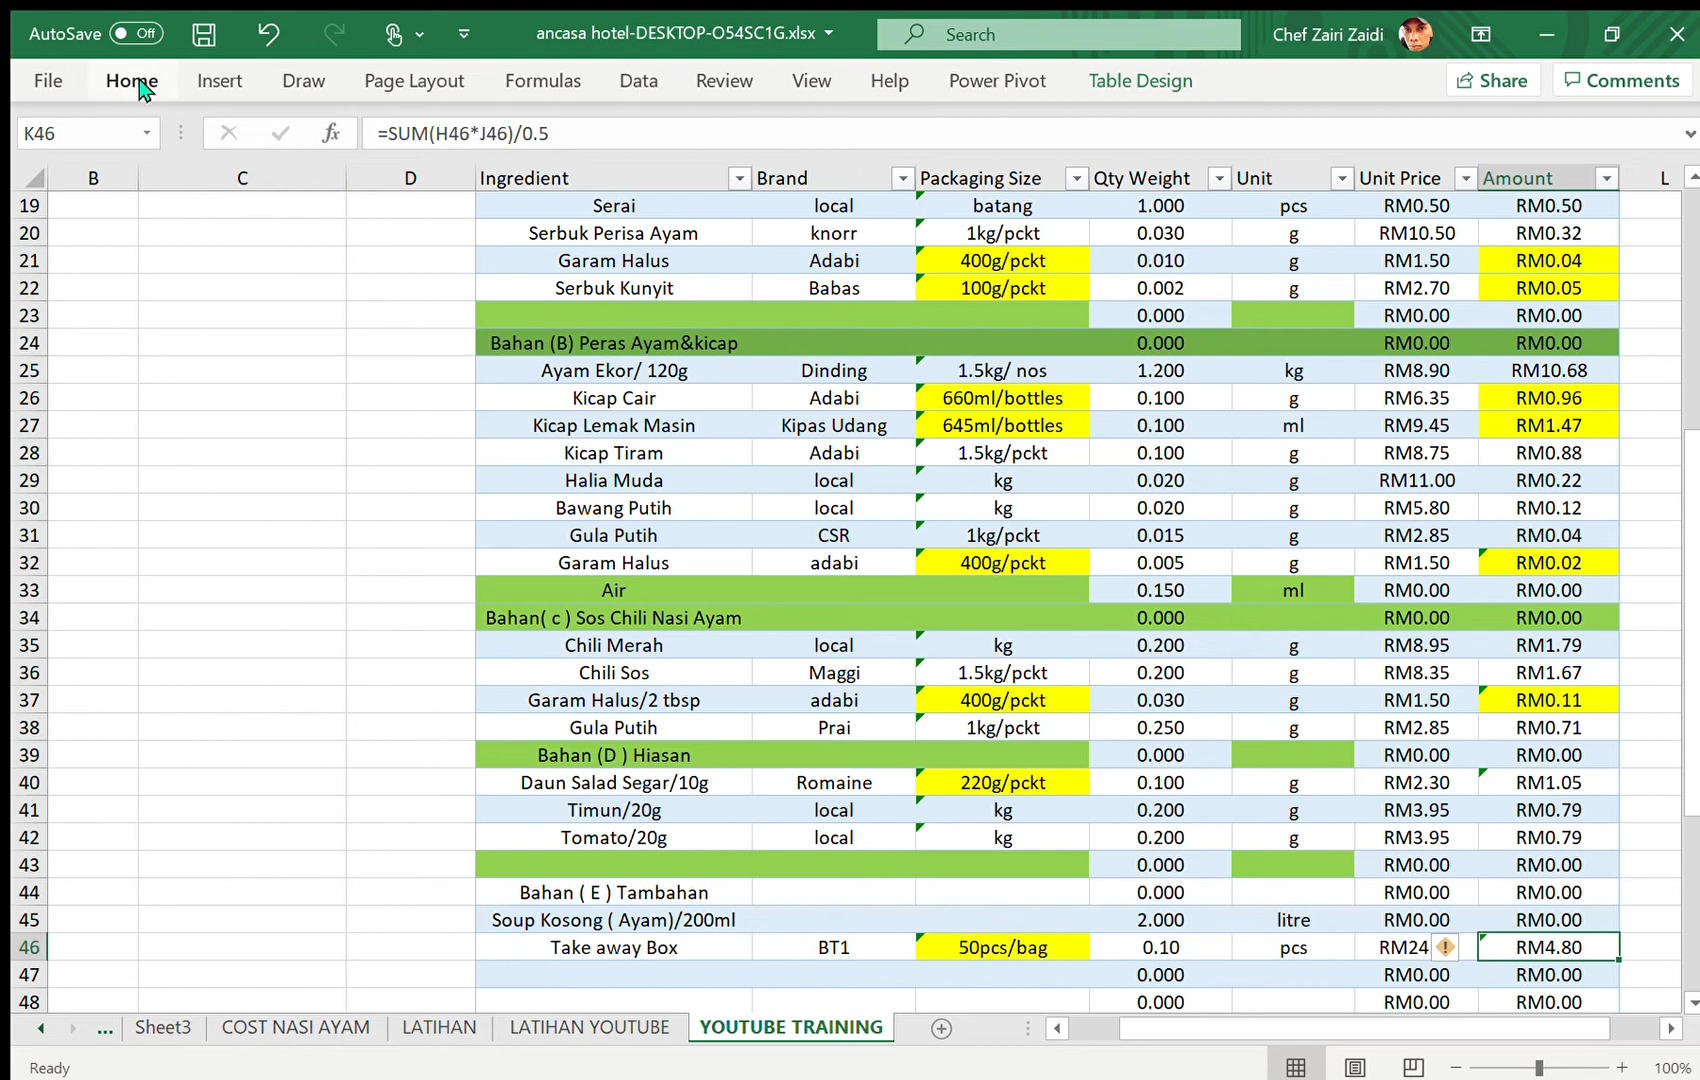 AutoSave Off ancasa hotel-DESKTOP-O54SC1G.xlsx Search Chef Zairi Zaidi
File Home Insert Draw Page Layout Formulas Data Review View Help Power Pivot Table Design Share Comments
K46 fx =SUM(H46*J46)/0.5
B C D Ingredient Brand Packaging Size Qty Weight Unit Unit Price Amount L
19 Serai local batang 1.000 pcs RM0.50 RM0.50
20 Serbuk Perisa Ayam knorr 1kg/pckt 0.030 g RM10.50 RM0.32
21 Garam Halus Adabi 400g/pckt 0.010 g RM1.50 RM0.04
22 Serbuk Kunyit Babas 100g/pckt 0.002 g RM2.70 RM0.05
23 0.000 RM0.00 RM0.00
24 Bahan (B) Peras Ayam&kicap 0.000 RM0.00 RM0.00
25 Ayam Ekor/ 120g Dinding 1.5kg/ nos 1.200 kg RM8.90 RM10.68
26 Kicap Cair Adabi 660ml/bottles 0.100 g RM6.35 RM0.96
27 Kicap Lemak Masin Kipas Udang 645ml/bottles 0.100 ml RM9.45 RM1.47
28 Kicap Tiram Adabi 1.5kg/pckt 0.100 g RM8.75 RM0.88
29 Halia Muda local kg 0.020 g RM11.00 RM0.22
30 Bawang Putih local kg 0.020 g RM5.80 RM0.12
31 Gula Putih CSR 1kg/pckt 0.015 g RM2.85 RM0.04
32 Garam Halus adabi 400g/pckt 0.005 g RM1.50 RM0.02
33 Air 0.150 ml RM0.00 RM0.00
34 Bahan( c ) Sos Chili Nasi Ayam 0.000 RM0.00 RM0.00
35 Chili Merah local kg 0.200 g RM8.95 RM1.79
36 Chili Sos Maggi 1.5kg/pckt 0.200 g RM8.35 RM1.67
37 Garam Halus/2 tbsp adabi 400g/pckt 0.030 g RM1.50 RM0.11
38 Gula Putih Prai 1kg/pckt 0.250 g RM2.85 RM0.71
39 Bahan (D ) Hiasan 0.000 RM0.00 RM0.00
40 Daun Salad Segar/10g Romaine 220g/pckt 0.100 g RM2.30 RM1.05
41 Timun/20g local kg 0.200 g RM3.95 RM0.79
42 Tomato/20g local kg 0.200 g RM3.95 RM0.79
43 0.000 RM0.00 RM0.00
44 Bahan ( E ) Tambahan 0.000 RM0.00 RM0.00
45 Soup Kosong ( Ayam)/200ml 2.000 litre RM0.00 RM0.00
46 Take away Box BT1 50pcs/bag 0.10 pcs RM24 RM4.80
47 0.000 RM0.00 RM0.00
48 0.000 RM0.00 RM0.00
... Sheet3 COST NASI AYAM LATIHAN LATIHAN YOUTUBE YOUTUBE TRAINING
Ready 100%